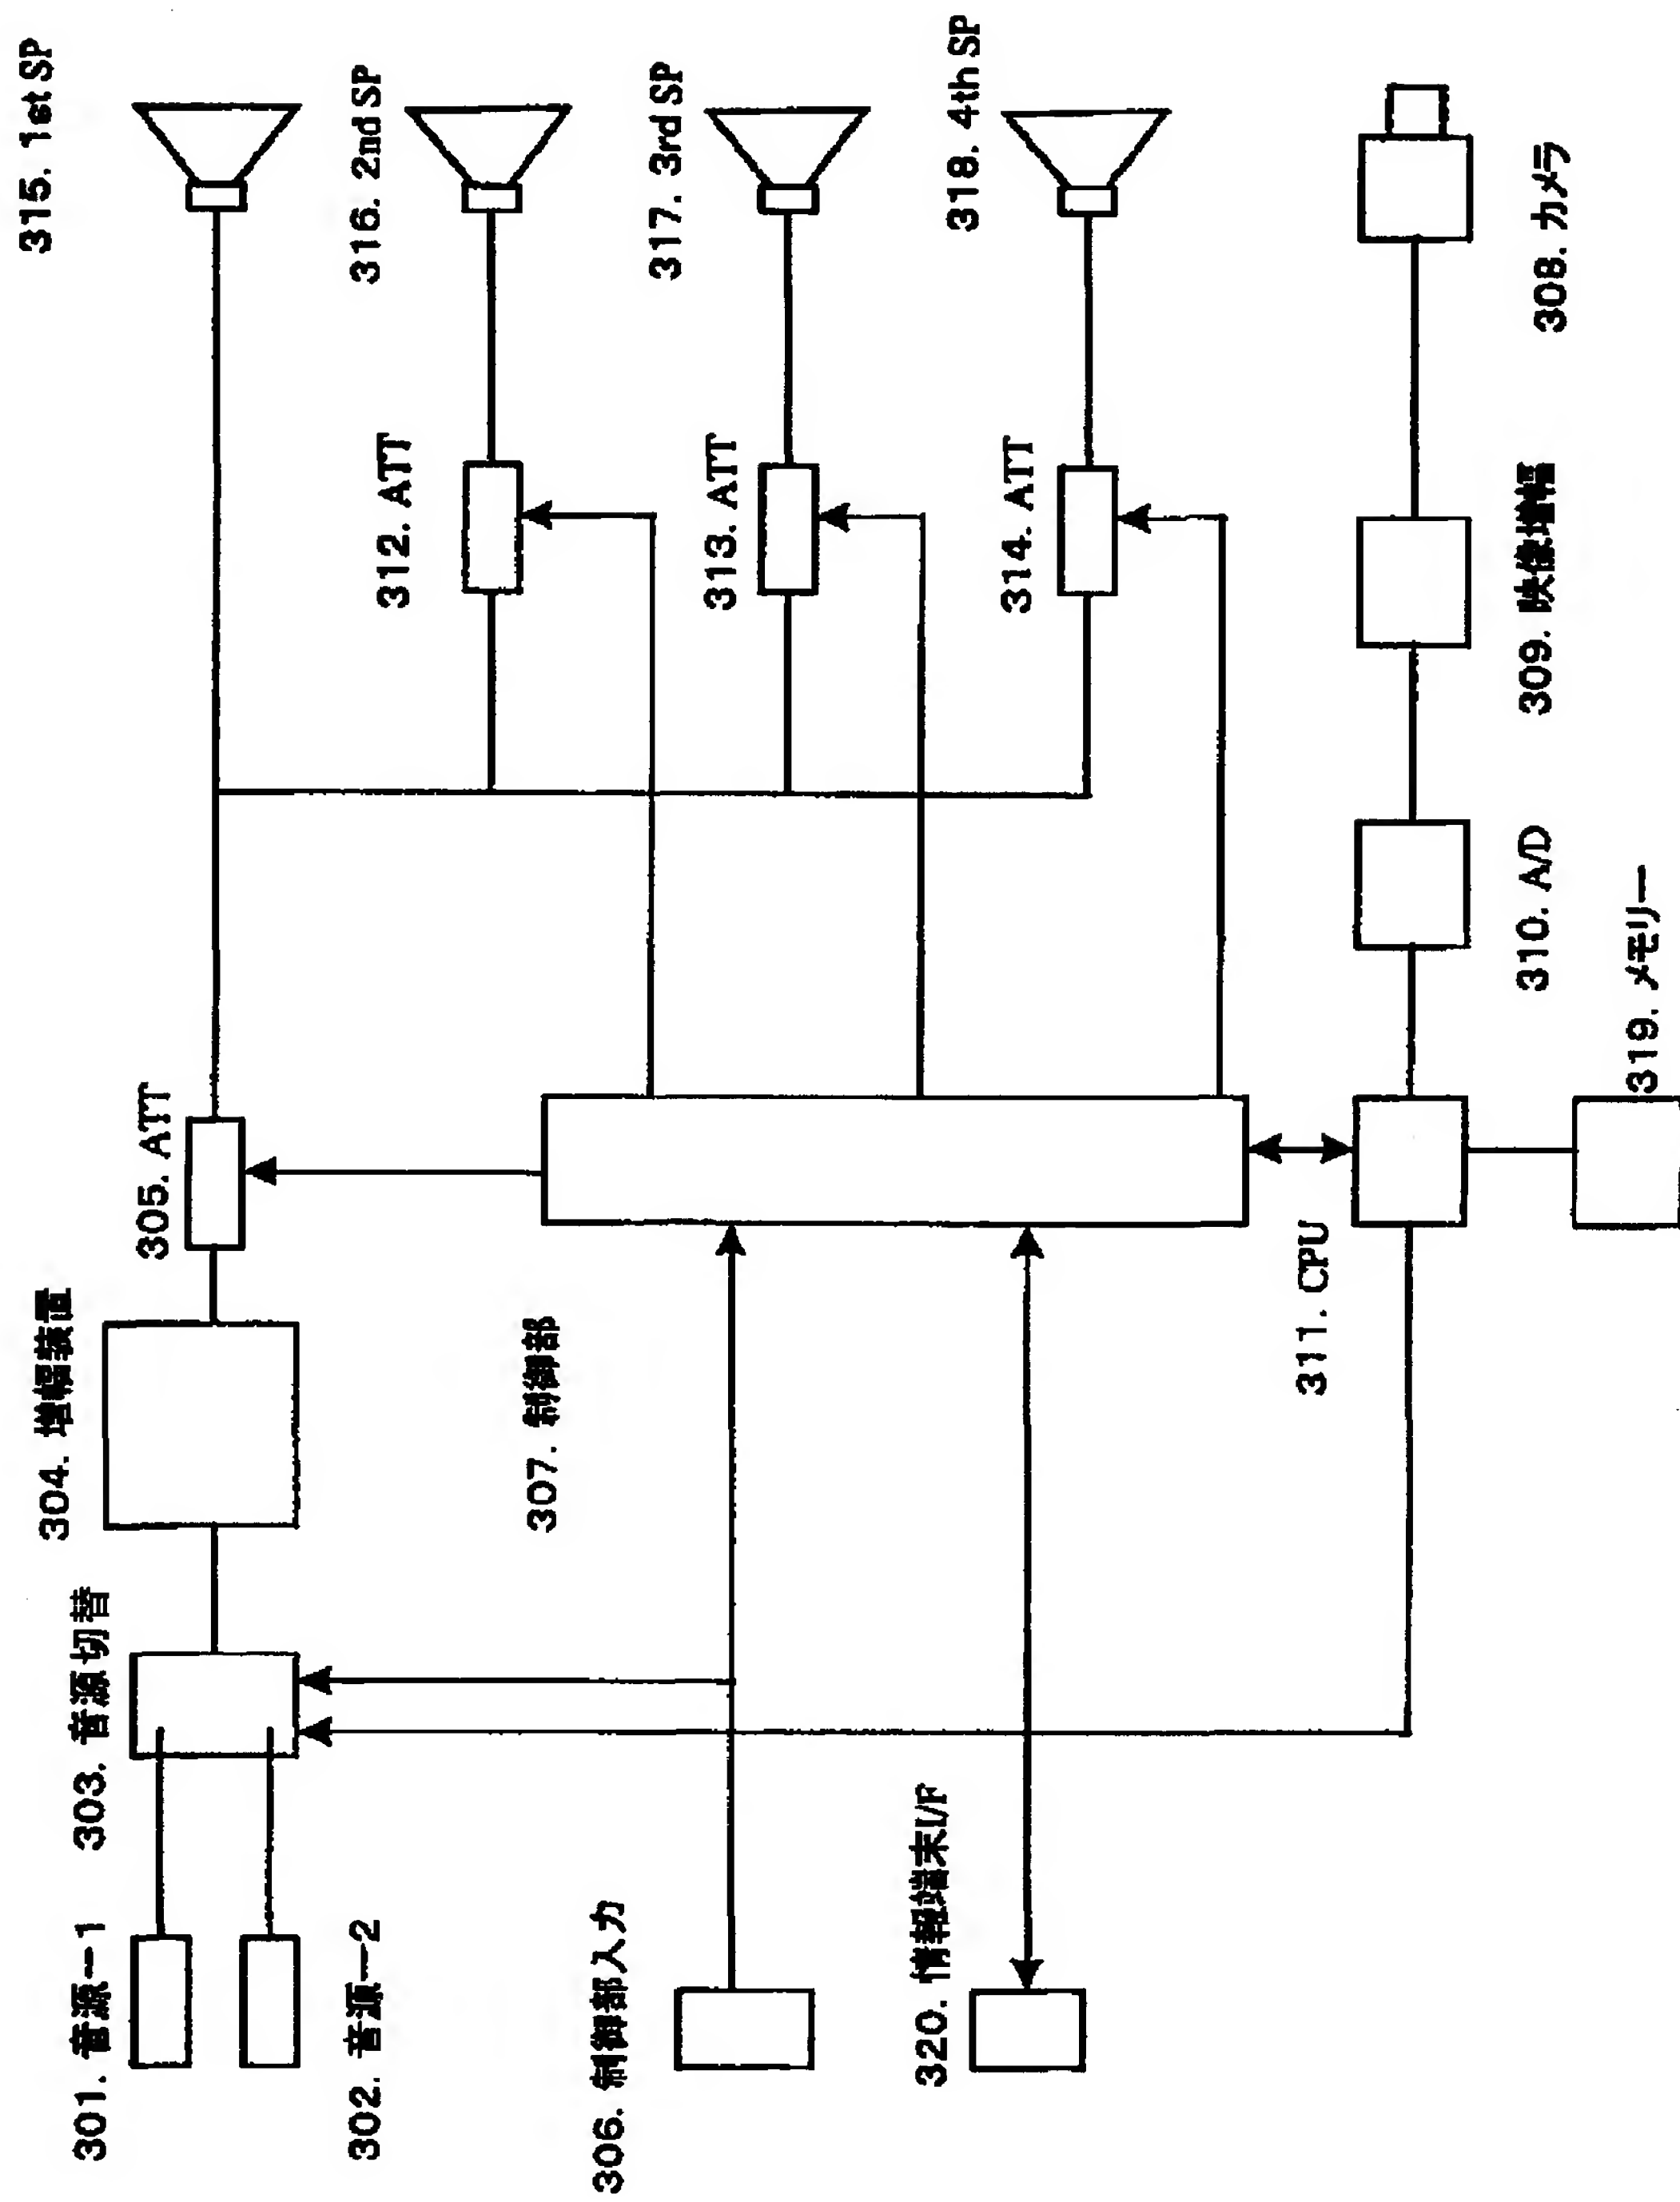 301. 音源ー1
303. 音源切替
304. 増幅装置
305. ATT
315. 1st SP
302. 音源ー2
312. ATT
316. 2nd SP
306. 制御部入力
307. 制御部
313. ATT
317. 3rd SP
320. 情報端末I/F
314. ATT
318. 4th SP
311. CPU
310. A/D
309. 映像増幅
308. カメラ
319. メモリー